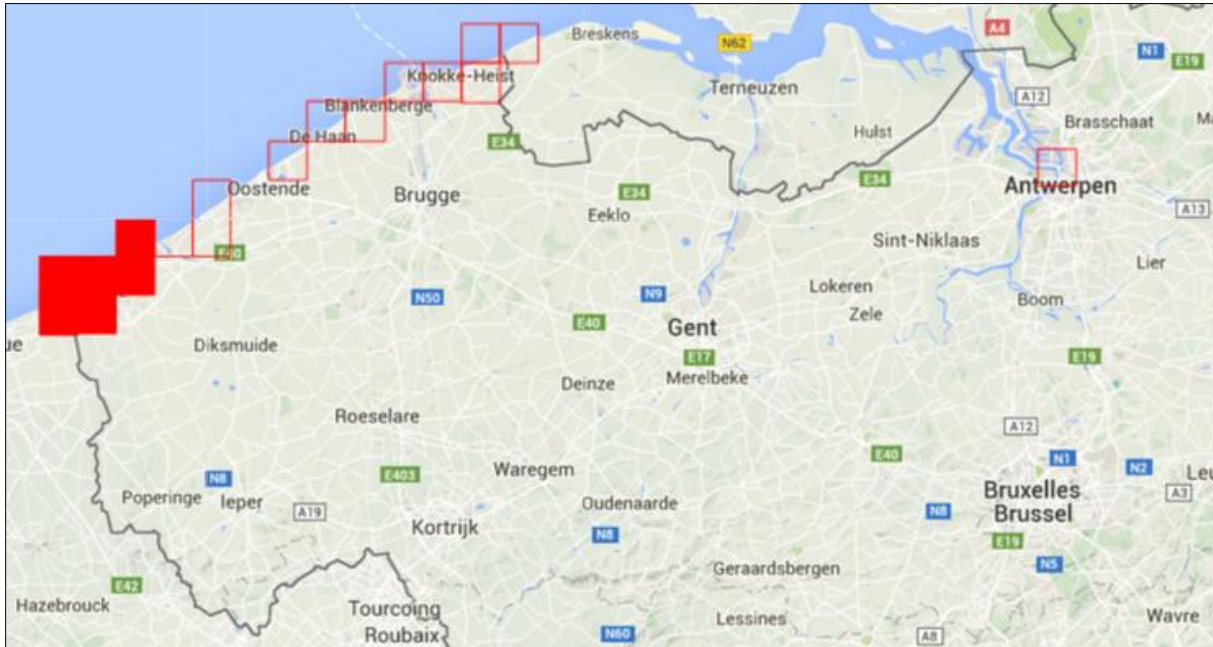 Breskens
A4
N62
N1
E19
Knokke-Heist
Terneuzen
A12
Blankenberge
Brasschaat
De Haan
Hulst
E34
Oostende
Brugge
E34
E34
Antwerpen
A13
Eeklo
Sint-Niklaas
E40
Lier
N50
N9
Lokeren
Boom
Zele
E40
Gent
Diksmuide
E17
E19
Deinze
Merelbeke
Roeselare
A12
E40
N1
N2
N8
E403
Waregem
Poperinge
Ieper
A19
Oudenaarde
Bruxelles
Brussel
A3
Kortrijk
N8
N8
E19
N5
E42
Geraardsbergen
Hazebrouck
Tourcoing
Roubaix
Lessines
Wavre
N60
A8